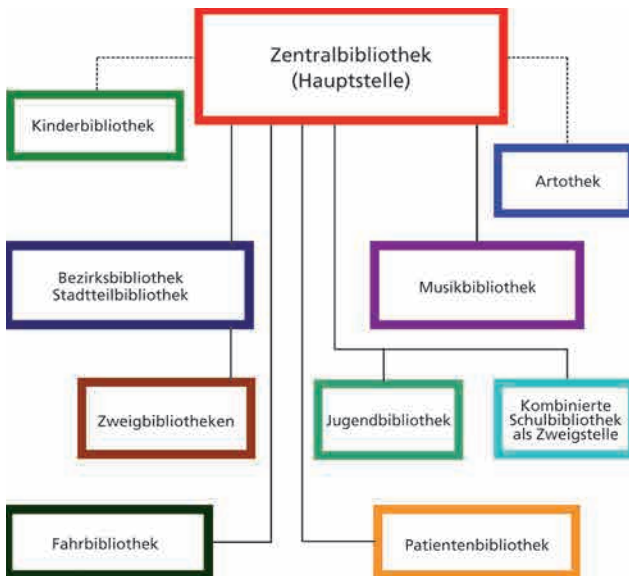 Zentralbibliothek
(Hauptstelle)
Kinderbibliothek
Artothek
Bezirksbibliothek
Stadtteilbibliothek
Musikbibliothek
Zweigbibliotheken
Jugendbibliothek
Kombinierte
Schulbibliothek
als Zweigstelle
Fahrbibliothek
Patientenbibliothek